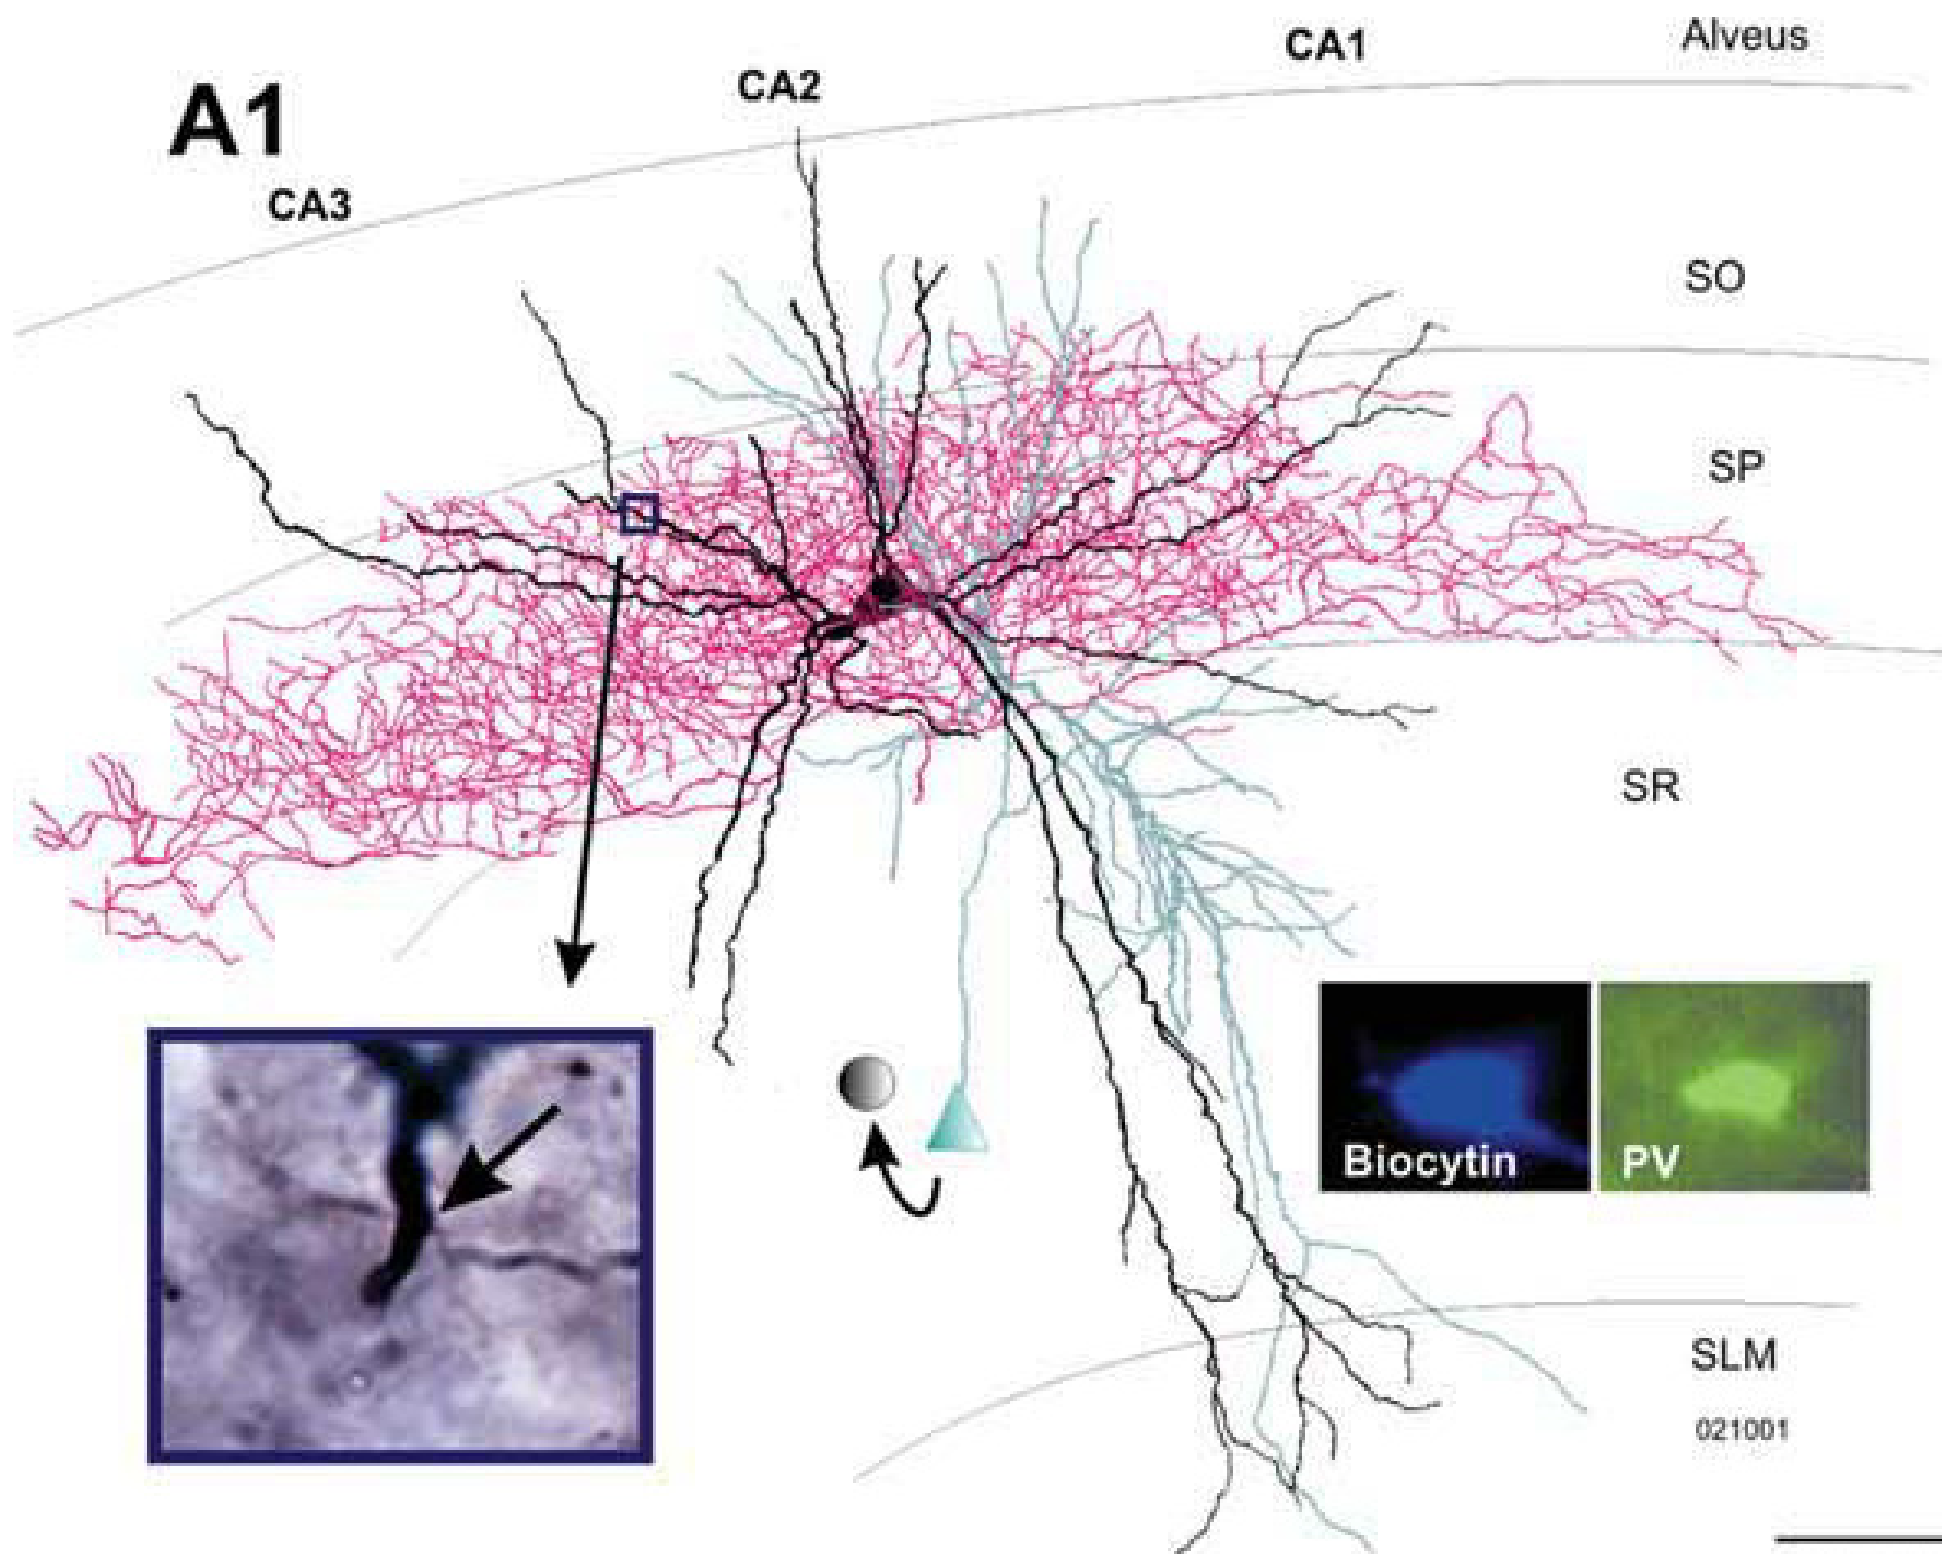 A1
CA3
CA2
CA1
Alveus
SO
SP
SR
Biocytin
PV
SLM
021001